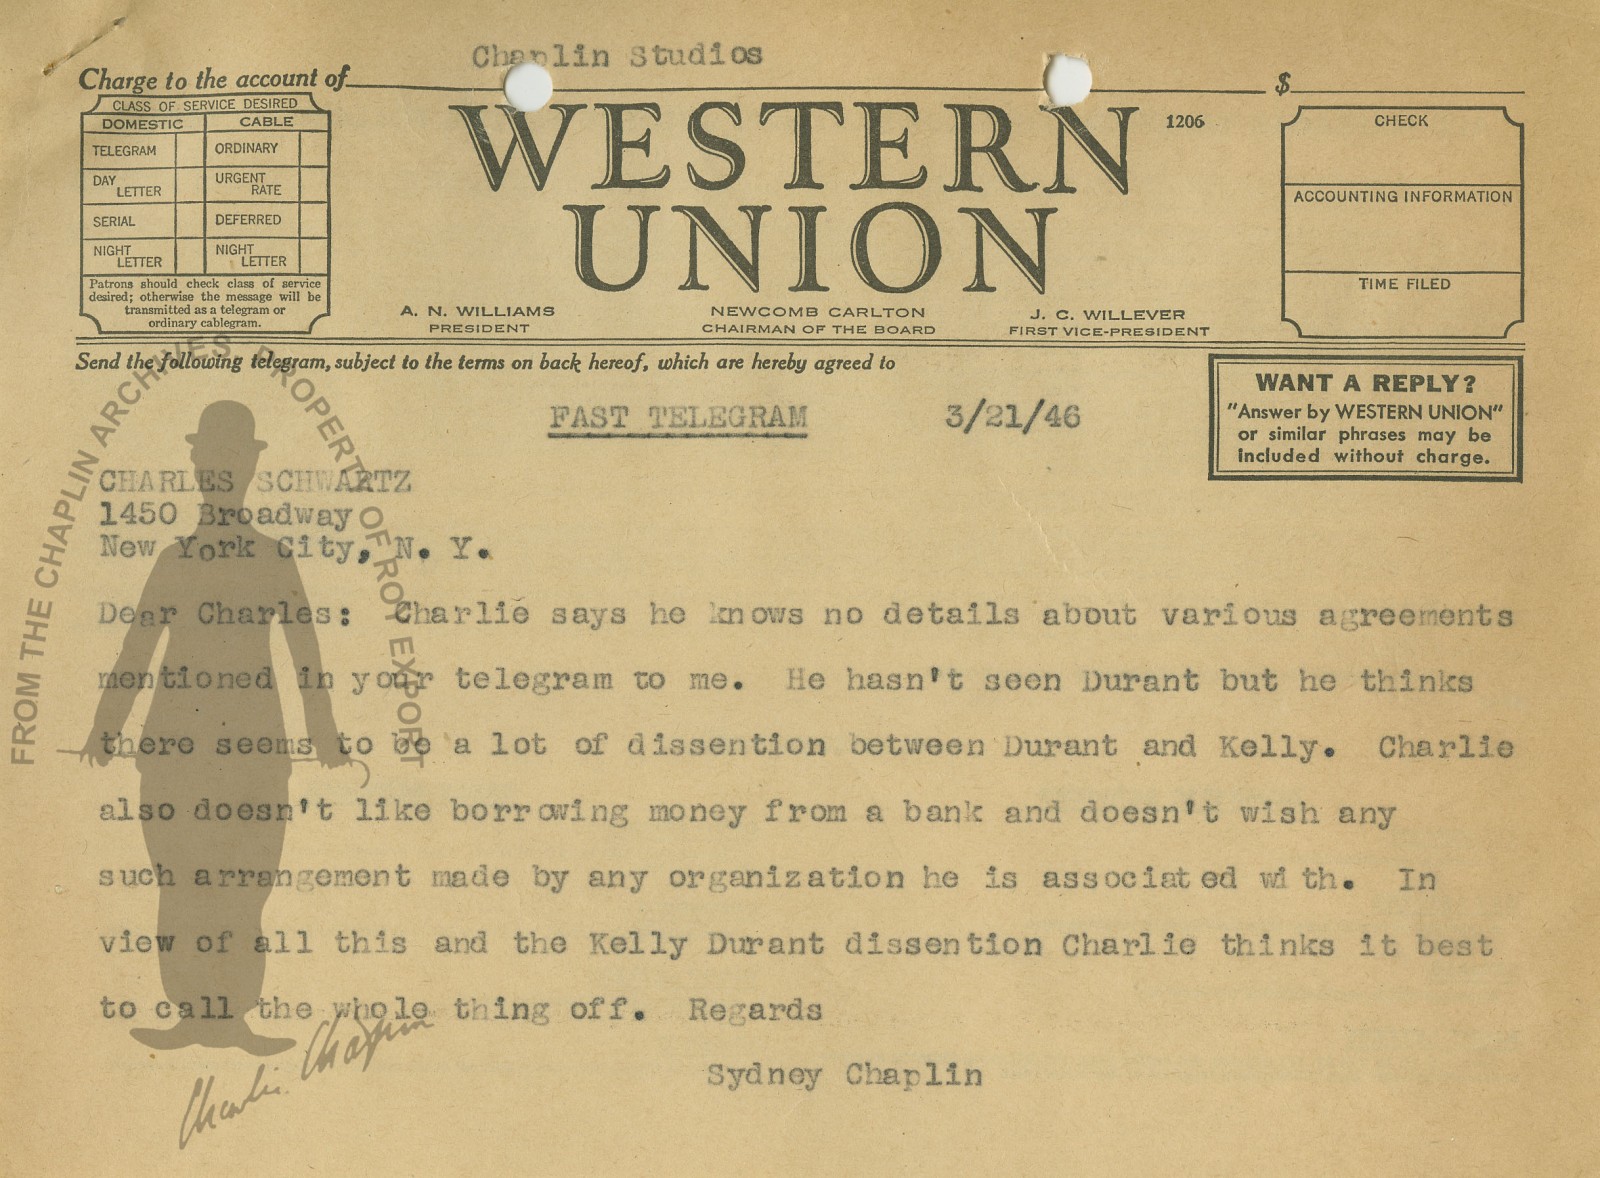 Chaplin Studios
Charge to the account of
$
CLASS OF SERVICE DESIRED
DOMESTIC
CABLE
TELEGRAM
ORDINARY
DAY LETTER
URGENT RATE
SERIAL
DEFERRED
NIGHT LETTER
NIGHT LETTER
Patrons should check class of service
desired; otherwise the message will be
transmitted as a telegram or
ordinary cablegram.
WESTERN
UNION
1206
A. N. WILLIAMS
PRESIDENT
NEWCOMB CARLTON
CHAIRMAN OF THE BOARD
J. C. WILLEVER
FIRST VICE-PRESIDENT
CHECK
ACCOUNTING INFORMATION
TIME FILED
Send the following telegram, subject to the terms on back hereof, which are hereby agreed to
WANT A REPLY?
"Answer by WESTERN UNION"
or similar phrases may be
included without charge.
FAST TELEGRAM 3/21/46
CHARLES SCHWARTZ
1450 Broadway
New York City, N. Y.
Dear Charles: Charlie says he knows no details about various agreements
mentioned in your telegram to me. He hasn't seen Durant but he thinks
there seems to be a lot of dissention between Durant and Kelly. Charlie
also doesn't like borrowing money from a bank and doesn't wish any
such arrangement made by any organization he is associated with. In
view of all this and the Kelly Durant dissention Charlie thinks it best
to call the whole thing off. Regards
Sydney Chaplin
FROM THE CHAPLIN ARCHIVES PROPERTY OF ROY EXPORT
Charlie Chaplin